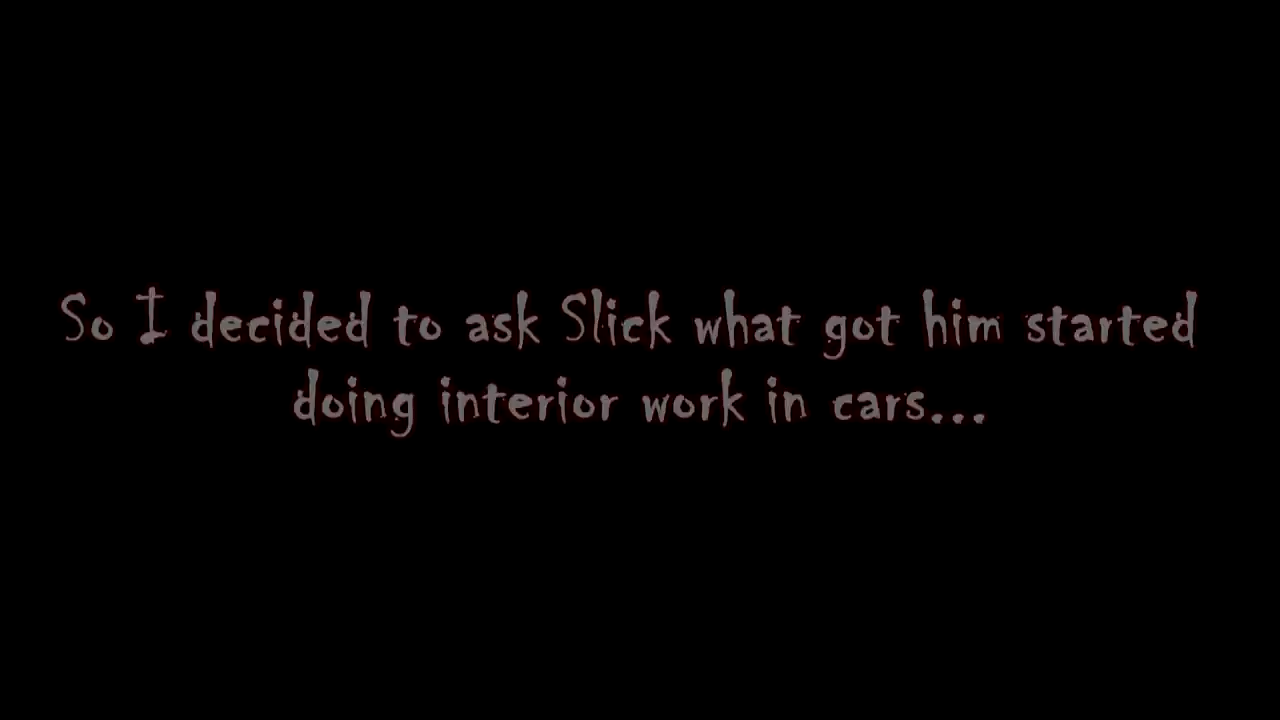 So I decided to ask Slick what got him started
doing interior work in cars...